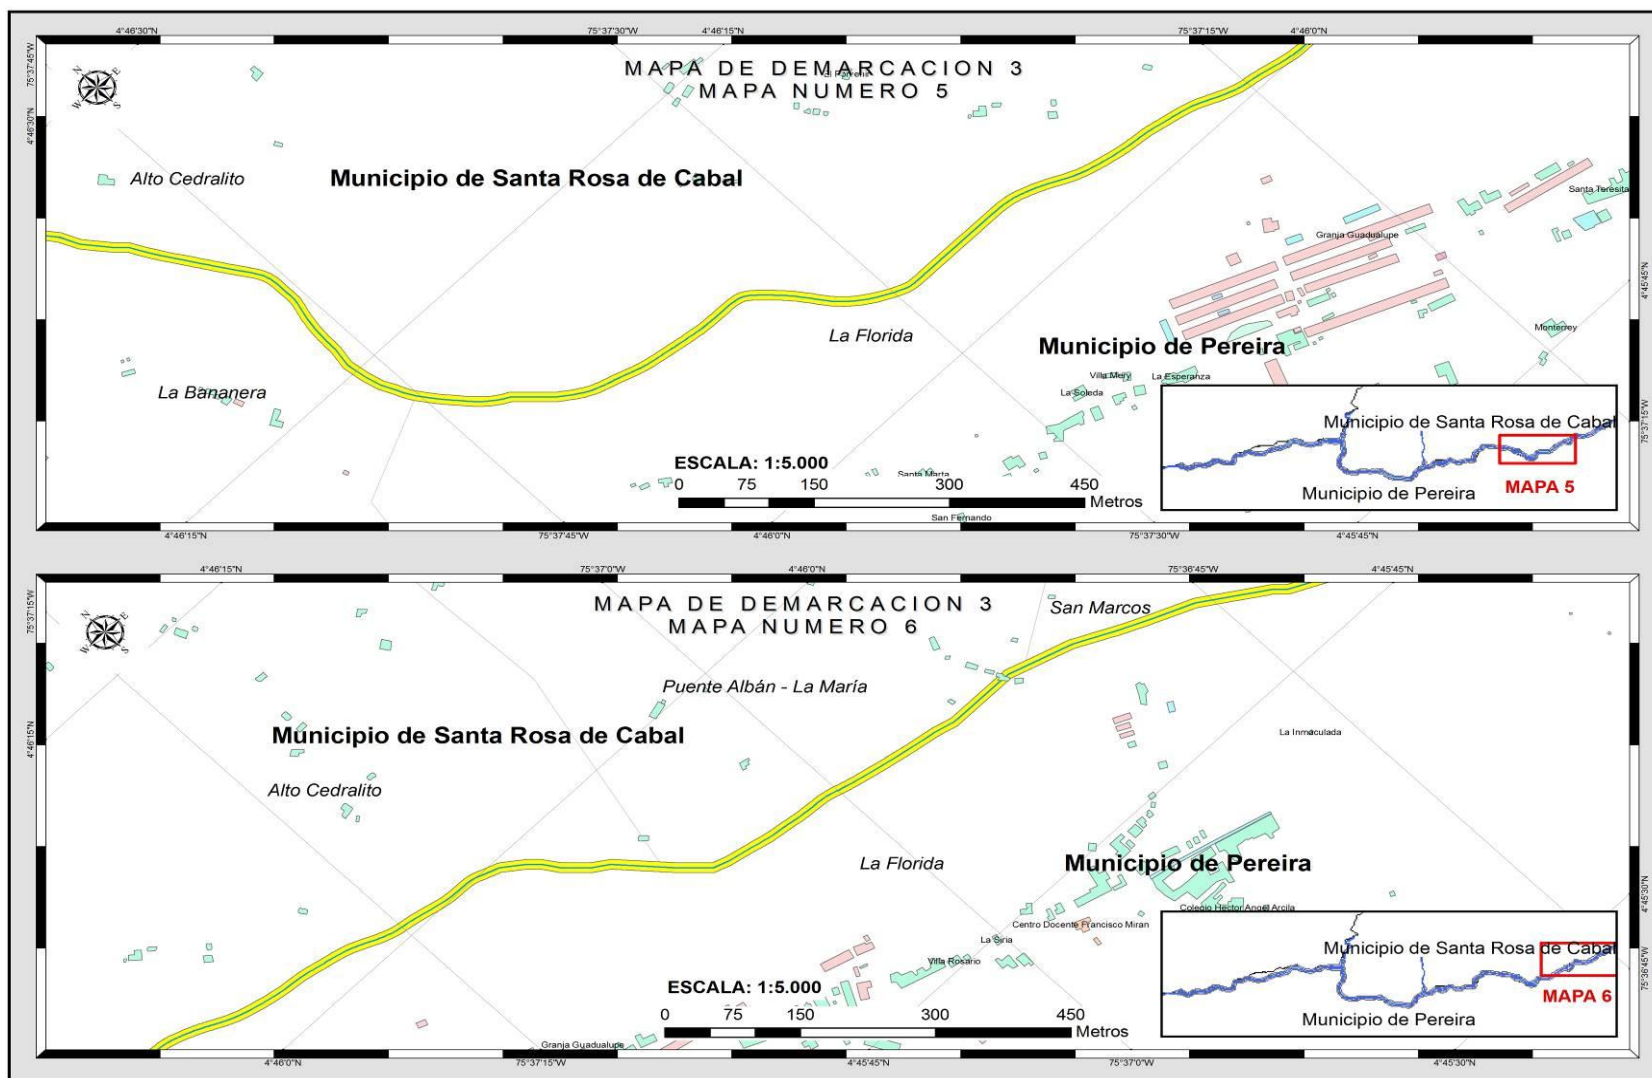 4°46'30"N
75°37'30"W
4°46'15"N
75°37'15"W
4°46'0"N
75°37'45"W
4°46'30"N
N
E
W
S
MAPA DE DEMARCACION 3
MAPA NUMERO 5
Alto Cedralito
Municipio de Santa Rosa de Cabal
Santa Teresita
Granja Guadualupe
4°45'45"N
La Florida
Monterrey
Municipio de Pereira
Villa Mery
La Esperanza
La Bananera
75°37'15"W
Municipio de Santa Rosa de Cabal
ESCALA: 1:5.000
Santa Marta
0 75 150 300 450
Metros
Municipio de Pereira
MAPA 5
San Fernando
4°46'15"N
75°37'45"W
4°46'0"N
75°37'30"W
4°45'45"N
4°46'15"N
75°37'0"W
4°46'0"N
75°36'45"W
4°45'45"N
75°37'15"W
N
E
W
S
MAPA DE DEMARCACION 3
MAPA NUMERO 6
San Marcos
Puente Albán - La María
4°46'15"N
Municipio de Santa Rosa de Cabal
La Inmaculada
Alto Cedralito
La Florida
Municipio de Pereira
4°45'30"N
Colegio Hector Angel Arcila
Centro Docente Francisco Miran
La Siria
Villa Rosario
75°36'45"W
Municipio de Santa Rosa de Cabal
ESCALA: 1:5.000
MAPA 6
0 75 150 300 450
Metros
Municipio de Pereira
Granja Guadualupe
4°46'0"N
75°37'15"W
4°45'45"N
75°37'0"W
4°45'30"N